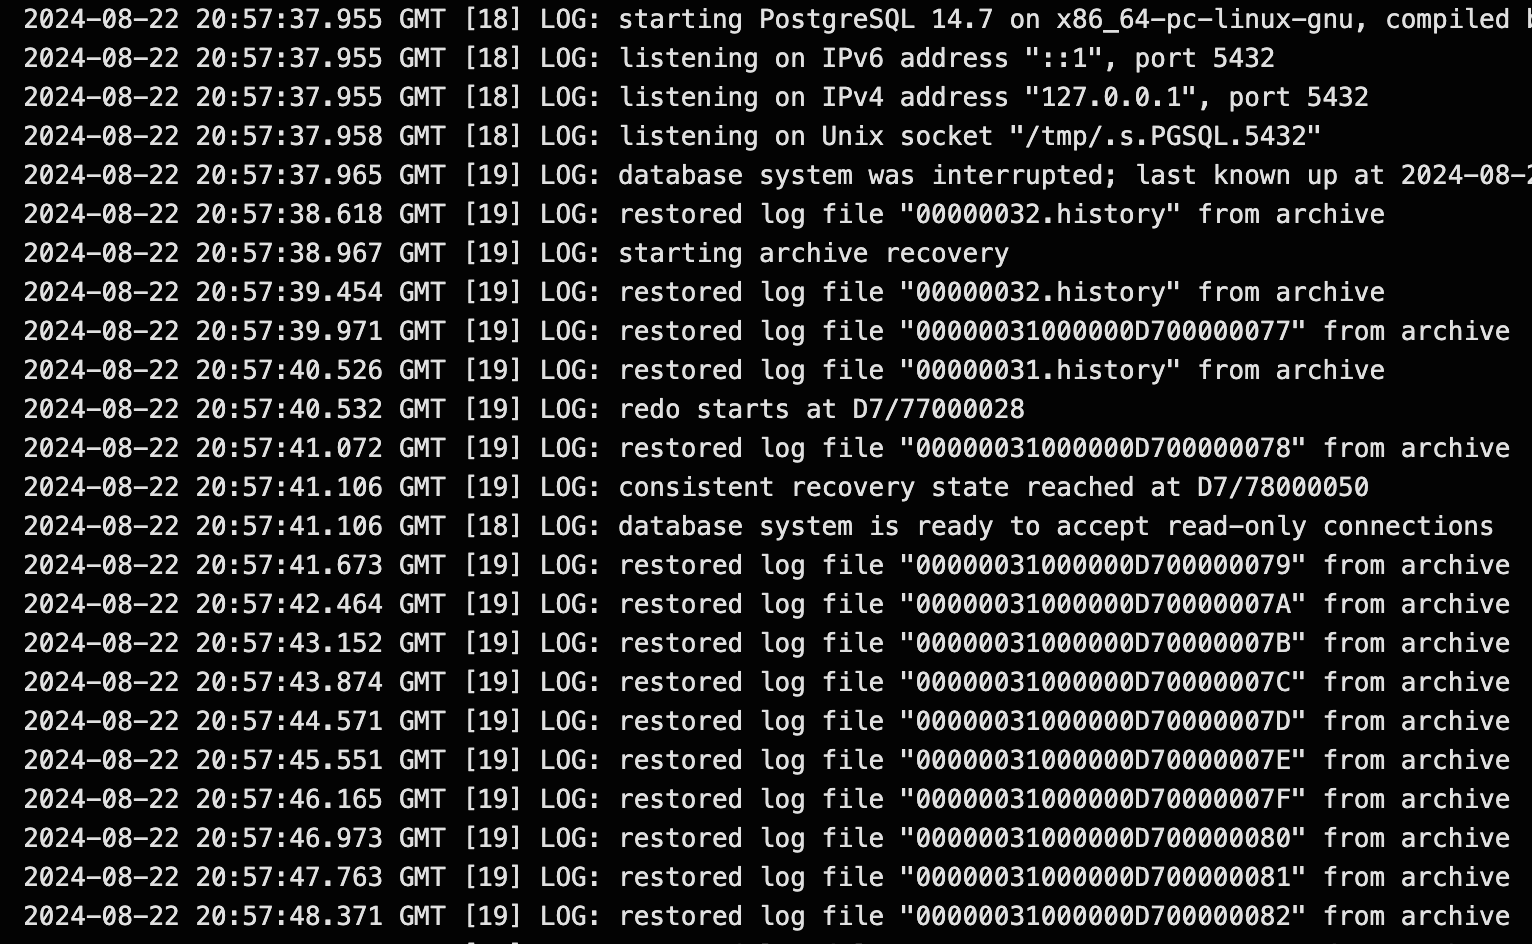 2024-08-22 20:57:37.955 GMT [18] LOG: starting PostgreSQL 14.7 on x86_64-pc-linux-gnu, compiled
2024-08-22 20:57:37.955 GMT [18] LOG: listening on IPv6 address "::1", port 5432
2024-08-22 20:57:37.955 GMT [18] LOG: listening on IPv4 address "127.0.0.1", port 5432
2024-08-22 20:57:37.958 GMT [18] LOG: listening on Unix socket "/tmp/.s.PGSQL.5432"
2024-08-22 20:57:37.965 GMT [19] LOG: database system was interrupted; last known up at 2024-08-2
2024-08-22 20:57:38.618 GMT [19] LOG: restored log file "00000032.history" from archive
2024-08-22 20:57:38.967 GMT [19] LOG: starting archive recovery
2024-08-22 20:57:39.454 GMT [19] LOG: restored log file "00000032.history" from archive
2024-08-22 20:57:39.971 GMT [19] LOG: restored log file "00000031000000D700000077" from archive
2024-08-22 20:57:40.526 GMT [19] LOG: restored log file "00000031.history" from archive
2024-08-22 20:57:40.532 GMT [19] LOG: redo starts at D7/77000028
2024-08-22 20:57:41.072 GMT [19] LOG: restored log file "00000031000000D700000078" from archive
2024-08-22 20:57:41.106 GMT [19] LOG: consistent recovery state reached at D7/78000050
2024-08-22 20:57:41.106 GMT [18] LOG: database system is ready to accept read-only connections
2024-08-22 20:57:41.673 GMT [19] LOG: restored log file "00000031000000D700000079" from archive
2024-08-22 20:57:42.464 GMT [19] LOG: restored log file "00000031000000D70000007A" from archive
2024-08-22 20:57:43.152 GMT [19] LOG: restored log file "00000031000000D70000007B" from archive
2024-08-22 20:57:43.874 GMT [19] LOG: restored log file "00000031000000D70000007C" from archive
2024-08-22 20:57:44.571 GMT [19] LOG: restored log file "00000031000000D70000007D" from archive
2024-08-22 20:57:45.551 GMT [19] LOG: restored log file "00000031000000D70000007E" from archive
2024-08-22 20:57:46.165 GMT [19] LOG: restored log file "00000031000000D70000007F" from archive
2024-08-22 20:57:46.973 GMT [19] LOG: restored log file "00000031000000D700000080" from archive
2024-08-22 20:57:47.763 GMT [19] LOG: restored log file "00000031000000D700000081" from archive
2024-08-22 20:57:48.371 GMT [19] LOG: restored log file "00000031000000D700000082" from archive